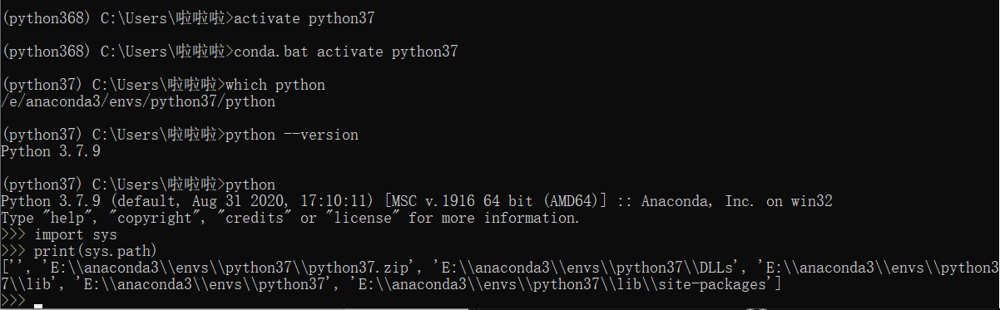 (python368) C:\Users\啦啦啦>activate python37
(python368) C:\Users\啦啦啦>conda.bat activate python37
(python37) C:\Users\啦啦啦>which python
/e/anaconda3/envs/python37/python
(python37) C:\Users\啦啦啦>python --version
Python 3.7.9
(python37) C:\Users\啦啦啦>python
Python 3.7.9 (default, Aug 31 2020, 17:10:11) [MSC v.1916 64 bit (AMD64)] :: Anaconda, Inc. on win32
Type "help", "copyright", "credits" or "license" for more information.
>>> import sys
>>> print(sys.path)
['', 'E:\\anaconda3\\envs\\python37\\python37.zip', 'E:\\anaconda3\\envs\\python37\\DLLs', 'E:\\anaconda3\\envs\\python3
7\\lib', 'E:\\anaconda3\\envs\\python37', 'E:\\anaconda3\\envs\\python37\\lib\\site-packages']
>>>